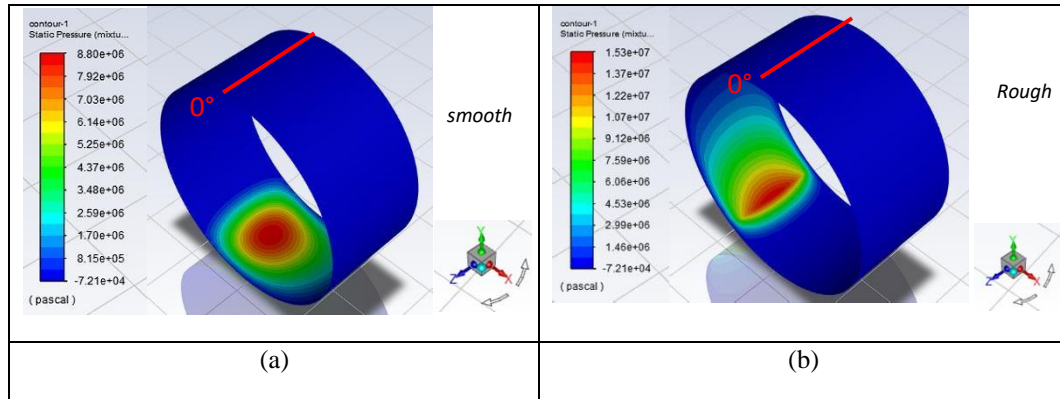 contour-1
Static Pressure (mixtu...
8.80e+06
7.92e+06
7.03e+06
6.14e+06
5.25e+06
4.37e+06
3.48e+06
2.59e+06
1.70e+06
8.15e+05
-7.21e+04
( pascal )
0°
smooth
Y
Z
X
(a)
contour-1
Static Pressure (mixtu...
1.53e+07
1.37e+07
1.22e+07
1.07e+07
9.12e+06
7.59e+06
6.06e+06
4.53e+06
2.99e+06
1.46e+06
-7.21e+04
( pascal )
0°
Rough
Y
Z
X
(b)